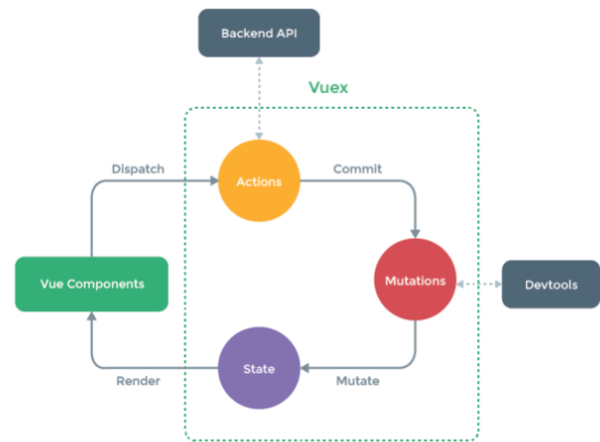 Backend API
Vuex
Dispatch
Actions
Commit
Vue Components
Mutations
Devtools
Render
State
Mutate